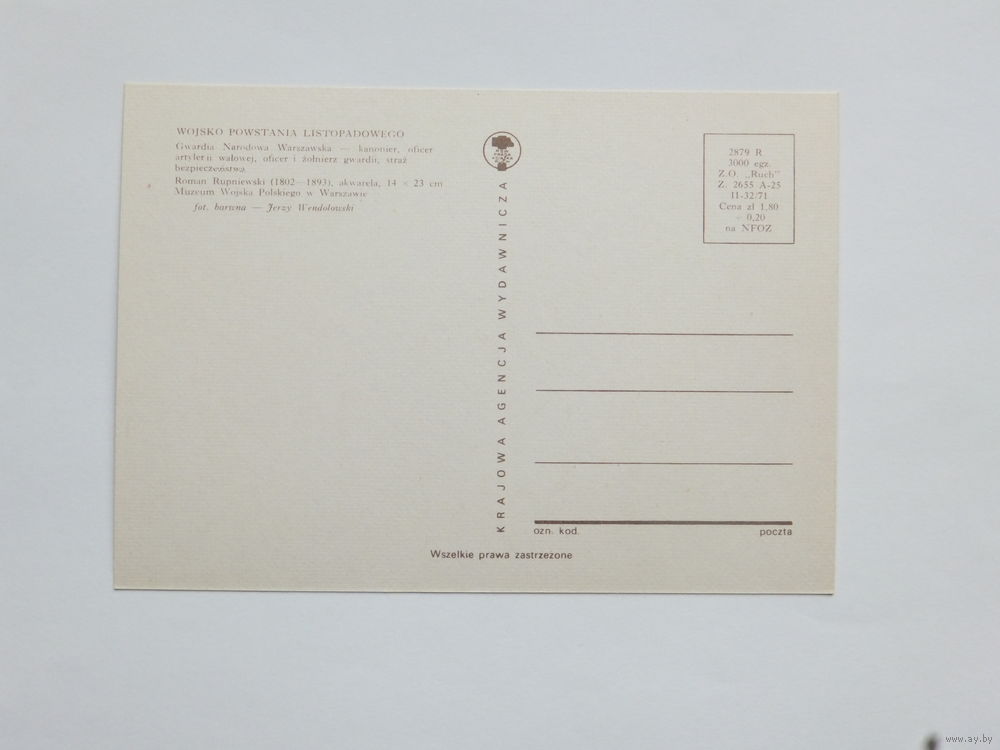 WOJSKO POWSTANIA LISTOPADOWEGO
Gwardia Narodowa Warszawska — kanonier, oficer
artylerii wałowej, oficer i żołnierz gwardii, straż
bezpieczeństwa
Roman Rupniewski (1802—1893), akwarela, 14 × 23 cm
Muzeum Wojska Polskiego w Warszawie
fot. barwna — Jerzy Wendołowski
KRAJOWA AGENCJA WYDAWNICZA
2879 R
3000 egz.
Z.O. „Ruch"
Z. 2655 A-25
11-32/71
Cena zł 1,80
+ 0,20
na NFOZ
ozn. kod.
poczta
Wszelkie prawa zastrzeżone
www.ay.by